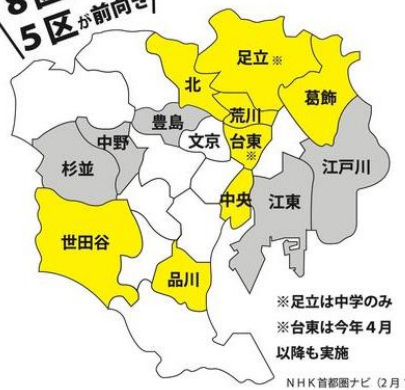 5区が前向き
足立※
北
葛飾
荒川
豊島
文京
台東
※
中野
杉並
江戸川
中央
江東
世田谷
品川
※足立は中学のみ
※台東は今年4月
以降も実施
NHK首都圏ナビ(2月